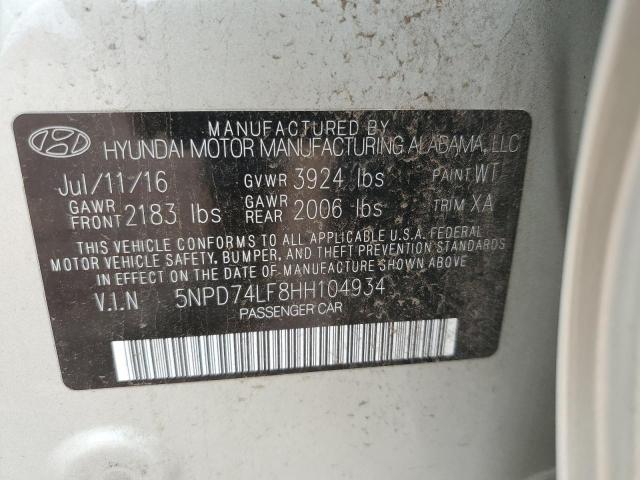 MANUFACTURED BY
HYUNDAI MOTOR MANUFACTURING ALABAMA, LLC
Jul/11/16 GVWR 3924 lbs PAINT WT
GAWR FRONT 2183 lbs GAWR REAR 2006 lbs TRIM XA
THIS VEHICLE CONFORMS TO ALL APPLICABLE U.S.A. FEDERAL
MOTOR VEHICLE SAFETY, BUMPER, AND THEFT PREVENTION STANDARDS
IN EFFECT ON THE DATE OF MANUFACTURE SHOWN ABOVE.
V.I.N 5NPD74LF8HH104934
PASSENGER CAR